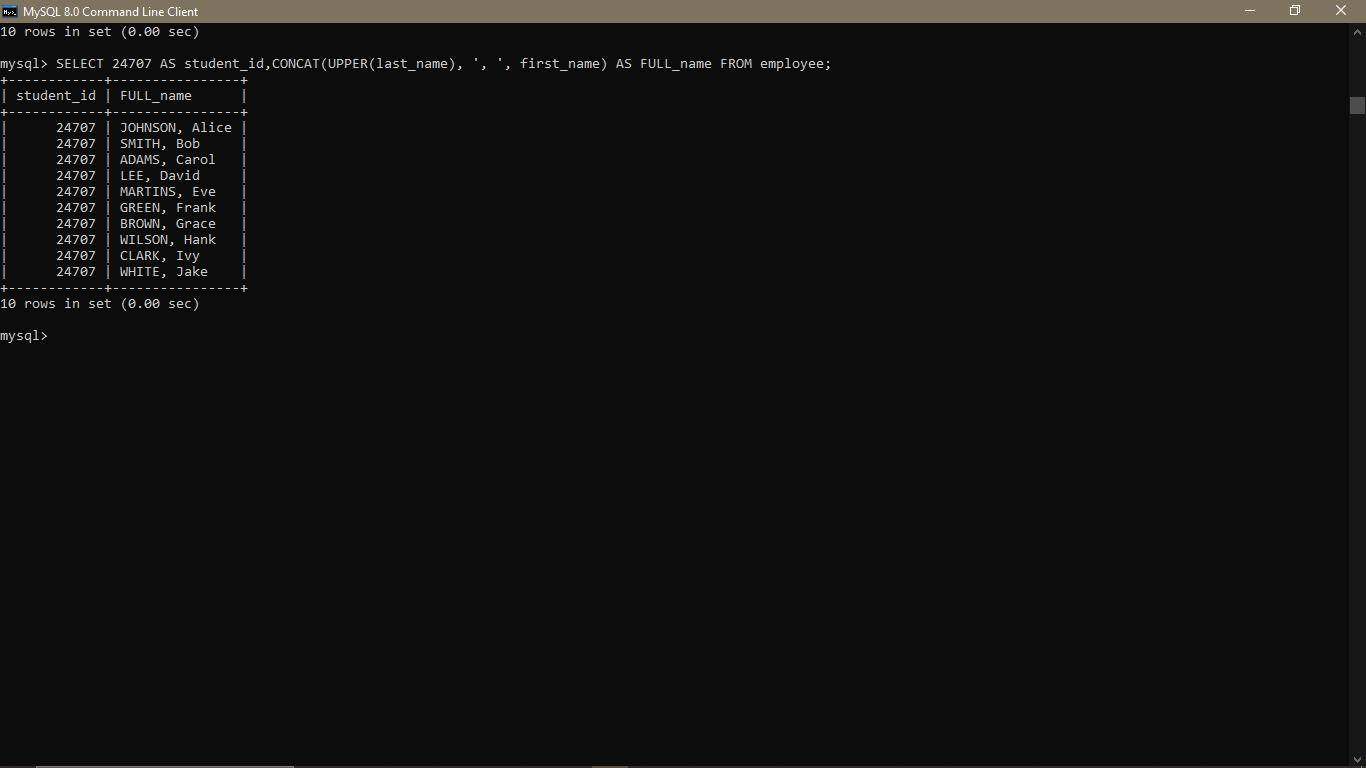 MySQL 8.0 Command Line Client
10 rows in set (0.00 sec)
mysql> SELECT 24707 AS student_id,CONCAT(UPPER(last_name), ', ', first_name) AS FULL_name FROM employee;
+------------+----------------+
| student_id | FULL_name      |
+------------+----------------+
|      24707 | JOHNSON, Alice |
|      24707 | SMITH, Bob     |
|      24707 | ADAMS, Carol   |
|      24707 | LEE, David     |
|      24707 | MARTINS, Eve   |
|      24707 | GREEN, Frank   |
|      24707 | BROWN, Grace   |
|      24707 | WILSON, Hank   |
|      24707 | CLARK, Ivy     |
|      24707 | WHITE, Jake    |
+------------+----------------+
10 rows in set (0.00 sec)
mysql>